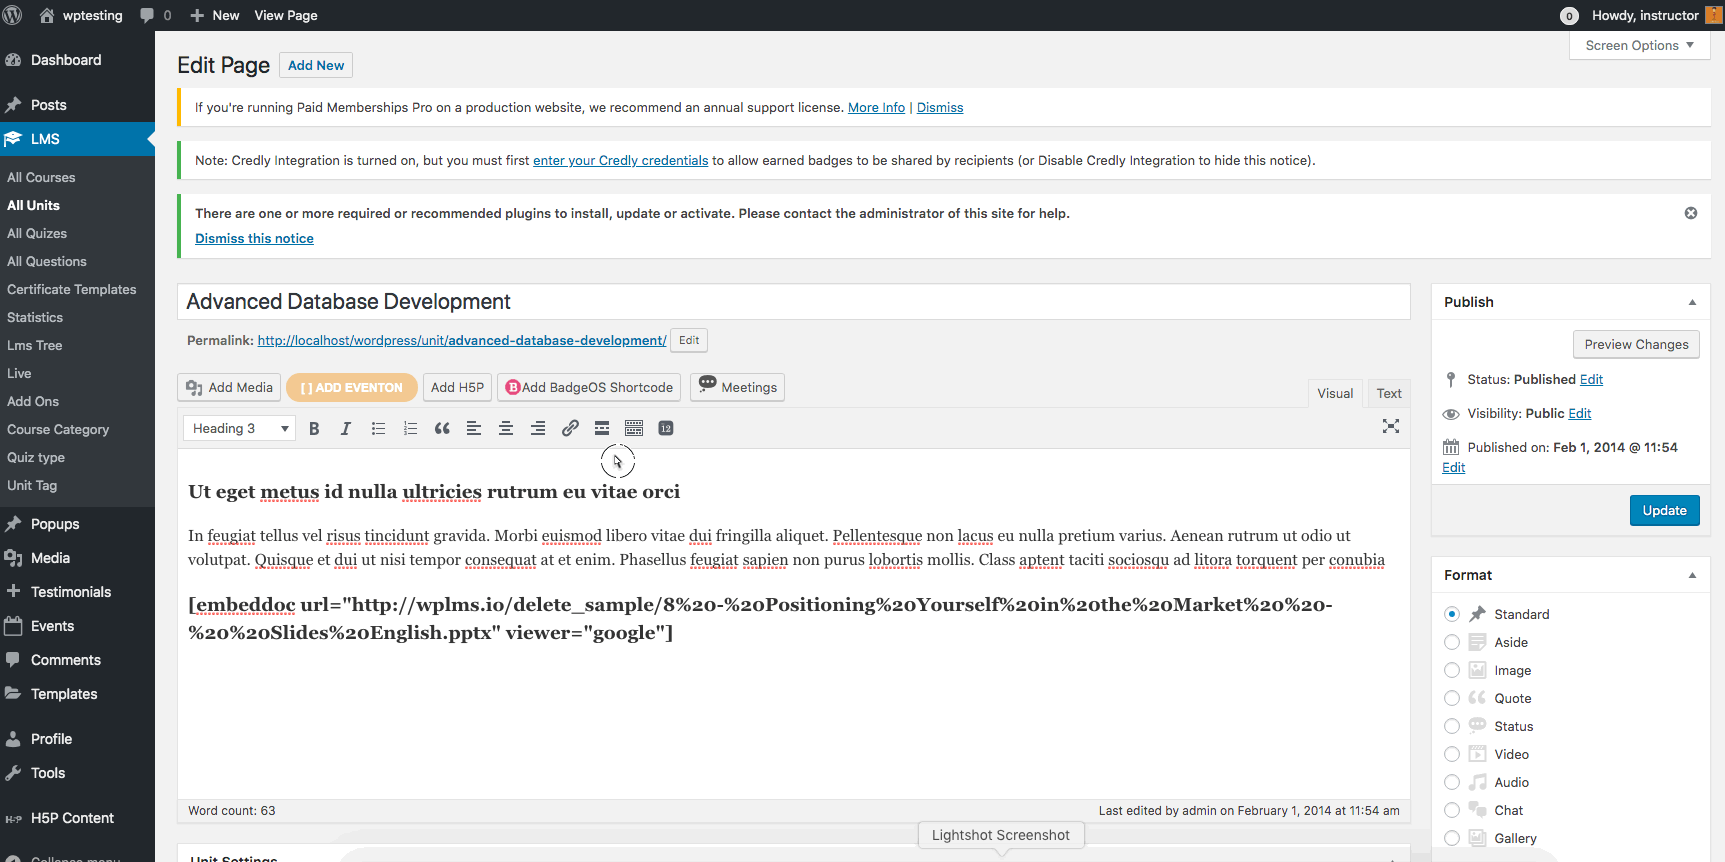 wptesting 0 New View Page
0 Howdy, instructor
Screen Options
Dashboard
Posts
LMS
All Courses
All Units
All Quizes
All Questions
Certificate Templates
Statistics
Lms Tree
Live
Add Ons
Course Category
Quiz type
Unit Tag
Popups
Media
Testimonials
Events
Comments
Templates
Profile
Tools
H5P Content
Collapse menu
Edit Page Add New
If you're running Paid Memberships Pro on a production website, we recommend an annual support license. More Info | Dismiss
Note: Credly Integration is turned on, but you must first enter your Credly credentials to allow earned badges to be shared by recipients (or Disable Credly Integration to hide this notice).
There are one or more required or recommended plugins to install, update or activate. Please contact the administrator of this site for help.
Dismiss this notice
Advanced Database Development
Permalink: http://localhost/wordpress/unit/advanced-database-development/ Edit
Add Media [ ] ADD EVENTON Add H5P B Add BadgeOS Shortcode Meetings
Visual Text
Heading 3 B I 12
Ut eget metus id nulla ultricies rutrum eu vitae orci
In feugiat tellus vel risus tincidunt gravida. Morbi euismod libero vitae dui fringilla aliquet. Pellentesque non lacus eu nulla pretium varius. Aenean rutrum ut odio ut
volutpat. Quisque et dui ut nisi tempor consequat at et enim. Phasellus feugiat sapien non purus lobortis mollis. Class aptent taciti sociosqu ad litora torquent per conubia
[embeddoc url="http://wplms.io/delete_sample/8%20-%20Positioning%20Yourself%20in%20the%20Market%20%20-
%20%20Slides%20English.pptx" viewer="google"]
Word count: 63
Last edited by admin on February 1, 2014 at 11:54 am
Lightshot Screenshot
Unit Settings
Publish
Preview Changes
Status: Published Edit
Visibility: Public Edit
Published on: Feb 1, 2014 @ 11:54
Edit
Update
Format
Standard
Aside
Image
Quote
Status
Video
Audio
Chat
Gallery